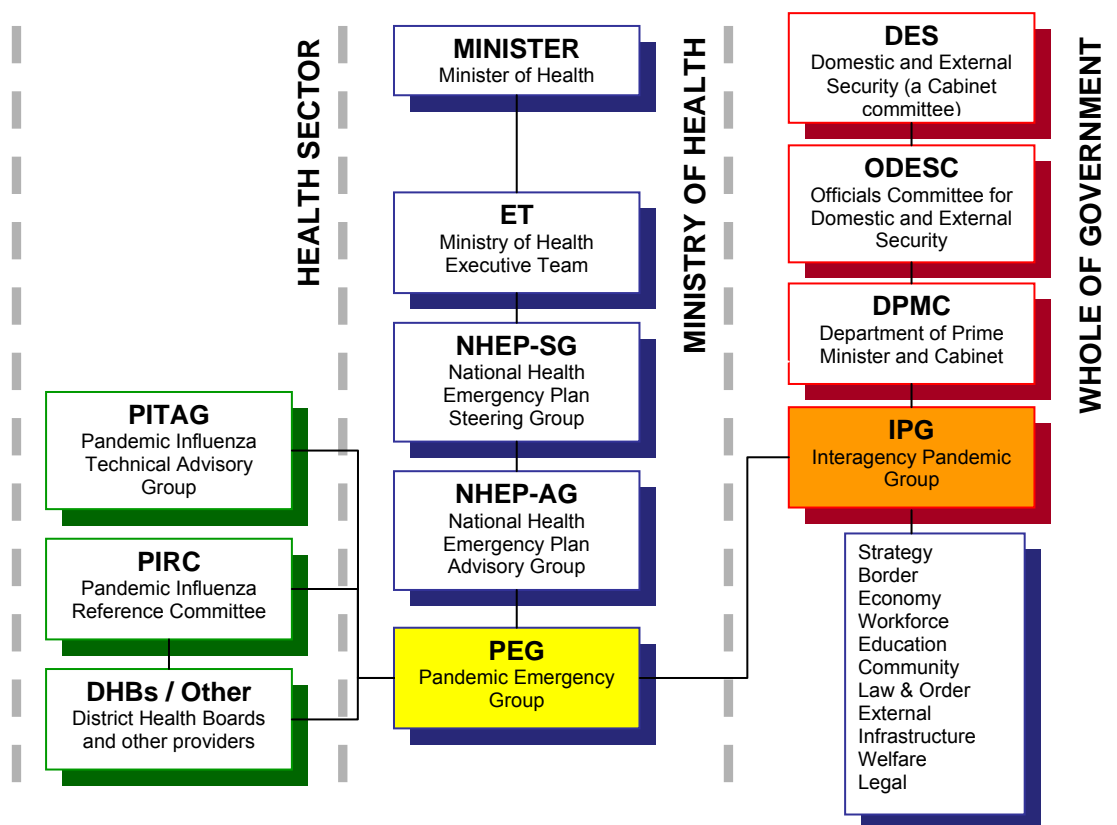 HEALTH SECTOR
PITAG
Pandemic Influenza
Technical Advisory
Group
PIRC
Pandemic Influenza
Reference Committee
DHBs / Other
District Health Boards
and other providers
MINISTRY OF HEALTH
MINISTER
Minister of Health
ET
Ministry of Health
Executive Team
NHEP-SG
National Health
Emergency Plan
Steering Group
NHEP-AG
National Health
Emergency Plan
Advisory Group
PEG
Pandemic Emergency
Group
WHOLE OF GOVERNMENT
DES
Domestic and External
Security (a Cabinet
committee)
ODESC
Officials Committee for
Domestic and External
Security
DPMC
Department of Prime
Minister and Cabinet
IPG
Interagency Pandemic
Group
Strategy
Border
Economy
Workforce
Education
Community
Law & Order
External
Infrastructure
Welfare
Legal